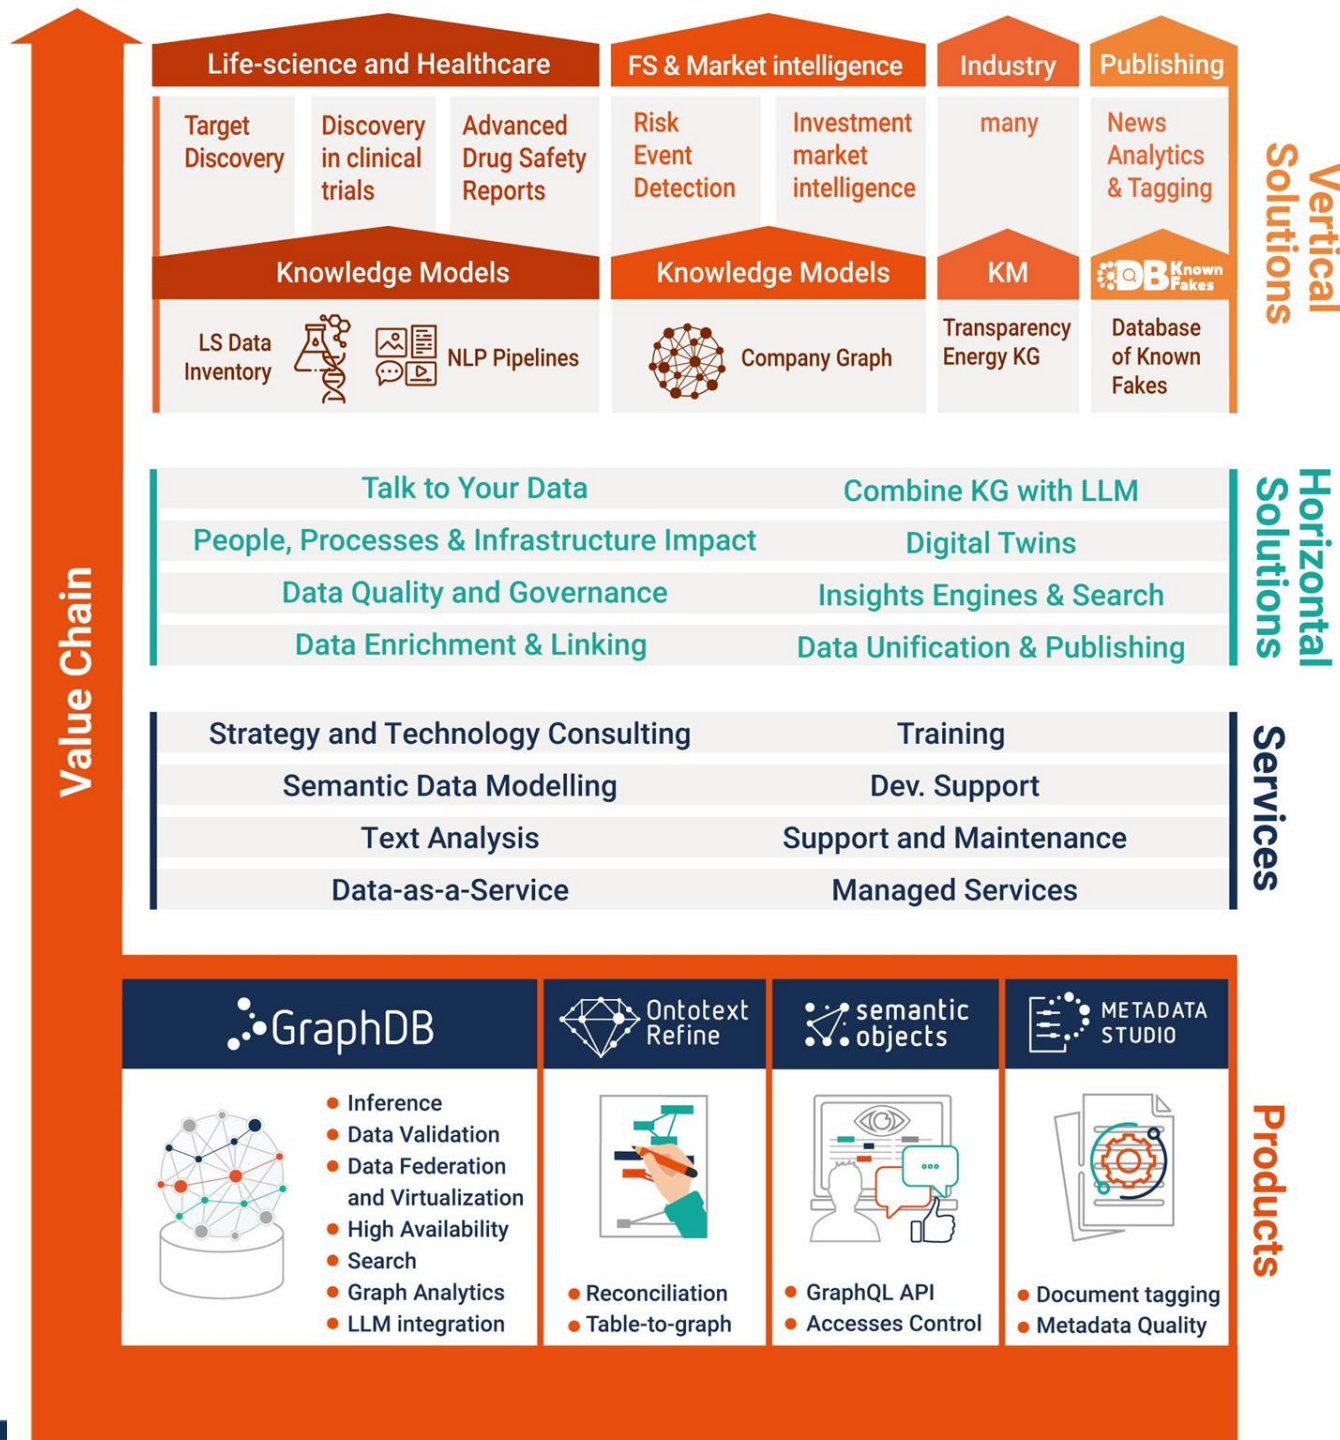 Life-science and Healthcare
FS & Market intelligence
Industry
Publishing
Target
Discovery
Discovery
in clinical
trials
Advanced
Drug Safety
Reports
Risk
Event
Detection
Investment
market
intelligence
many
News
Analytics
& Tagging
Knowledge Models
Knowledge Models
KM
DB Known
Fakes
LS Data
Inventory
NLP Pipelines
Company Graph
Transparency
Energy KG
Database
of Known
Fakes
Vertical
Solutions
Talk to Your Data
Combine KG with LLM
People, Processes & Infrastructure Impact
Digital Twins
Data Quality and Governance
Insights Engines & Search
Data Enrichment & Linking
Data Unification & Publishing
Horizontal
Solutions
Value Chain
Strategy and Technology Consulting
Training
Semantic Data Modelling
Dev. Support
Text Analysis
Support and Maintenance
Data-as-a-Service
Managed Services
Services
GraphDB
Inference
Data Validation
Data Federation
and Virtualization
High Availability
Search
Graph Analytics
LLM integration
Ontotext
Refine
Reconciliation
Table-to-graph
semantic
objects
GraphQL API
Accesses Control
METADATA
STUDIO
Document tagging
Metadata Quality
Products